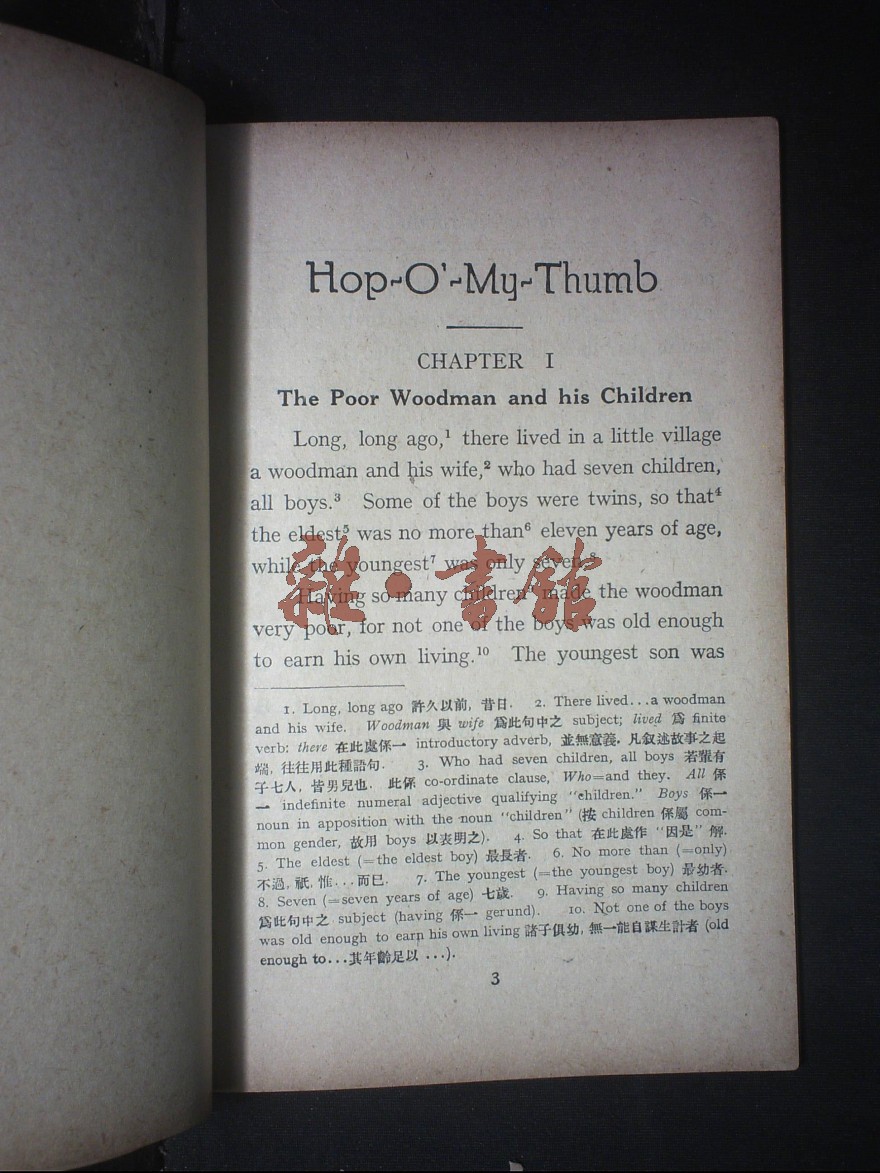 Hop-O'-My-Thumb
CHAPTER I
The Poor Woodman and his Children
Long, long ago,¹ there lived in a little village
a woodman and his wife,² who had seven children,
all boys.³ Some of the boys were twins, so that⁴
the eldest⁵ was no more than⁶ eleven years of age,
while the youngest⁷ was only seven.⁸
Having so many children⁹ made the woodman
very poor, for not one of the boys was old enough
to earn his own living.¹⁰ The youngest son was
雜·書館
1. Long, long ago 許久以前, 昔日. 2. There lived...a woodman
and his wife. Woodman 與 wife 爲此句中之 subject; lived 爲 finite
verb: there 在此處係一 introductory adverb, 並無意義. 凡叙述故事之起
端, 往往用此種語句. 3. Who had seven children, all boys 若輩有
子七人, 皆男兒也. 此係 co-ordinate clause, Who=and they. All 係
一 indefinite numeral adjective qualifying "children." Boys 係一
noun in apposition with the noun "children" (按 children 係屬 com-
mon gender, 故用 boys 以表明之). 4. So that 在此處作 "因是" 解.
5. The eldest (=the eldest boy) 最長者. 6. No more than (=only)
不過, 祇, 惟...而已. 7. The youngest (=the youngest boy) 最幼者.
8. Seven (=seven years of age) 七歲. 9. Having so many children
爲此句中之 subject (having 係一 gerund). 10. Not one of the boys
was old enough to earn his own living 諸子俱幼, 無一能自謀生計者 (old
enough to...其年齡足以 ...).
3